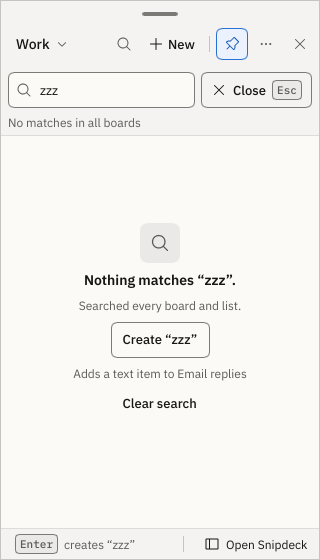 Work
New
zzz
Close Esc
No matches in all boards
Nothing matches “zzz”.
Searched every board and list.
Create “zzz”
Adds a text item to Email replies
Clear search
Enter creates “zzz”
Open Snipdeck